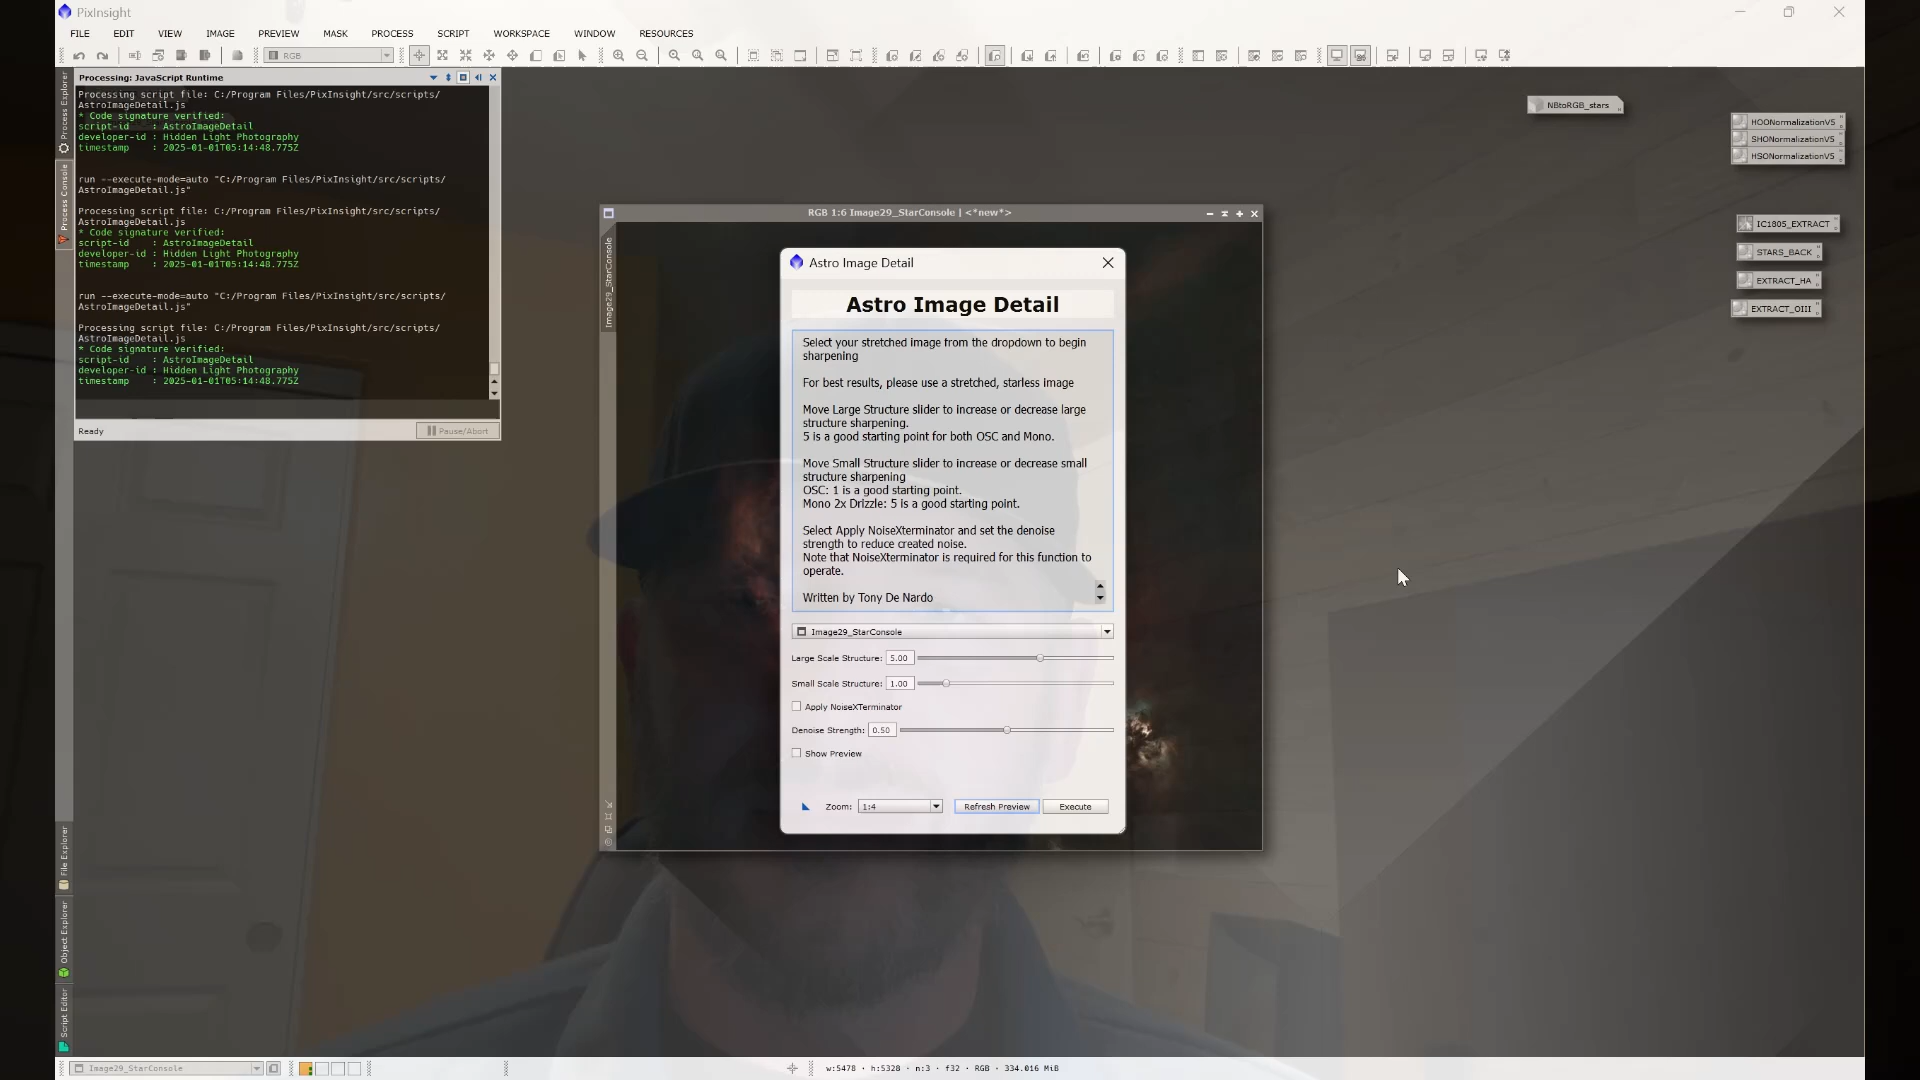 PixInsight
FILE EDIT VIEW IMAGE PREVIEW MASK PROCESS SCRIPT WORKSPACE WINDOW RESOURCES
RGB
Processing: JavaScript Runtime
Processing script file: C:/Program Files/PixInsight/src/scripts/
AstroImageDetail.js
* Code signature verified:
script-id : AstroImageDetail
developer-id : Hidden Light Photography
timestamp : 2025-01-01T05:14:48.775Z
run --execute-mode=auto "C:/Program Files/PixInsight/src/scripts/
AstroImageDetail.js"
Processing script file: C:/Program Files/PixInsight/src/scripts/
AstroImageDetail.js
* Code signature verified:
script-id : AstroImageDetail
developer-id : Hidden Light Photography
timestamp : 2025-01-01T05:14:48.775Z
run --execute-mode=auto "C:/Program Files/PixInsight/src/scripts/
AstroImageDetail.js"
Processing script file: C:/Program Files/PixInsight/src/scripts/
AstroImageDetail.js
* Code signature verified:
script-id : AstroImageDetail
developer-id : Hidden Light Photography
timestamp : 2025-01-01T05:14:48.775Z
Ready
Pause/Abort
Process Explorer
Process Console
File Explorer
Object Explorer
Script Editor
RGB 1:6 Image29_StarConsole | <*new*>
Image29_StarConsole
Astro Image Detail
Astro Image Detail
Select your stretched image from the dropdown to begin
sharpening
For best results, please use a stretched, starless image
Move Large Structure slider to increase or decrease large
structure sharpening.
5 is a good starting point for both OSC and Mono.
Move Small Structure slider to increase or decrease small
structure sharpening
OSC: 1 is a good starting point.
Mono 2x Drizzle: 5 is a good starting point.
Select Apply NoiseXterminator and set the denoise
strength to reduce created noise.
Note that NoiseXterminator is required for this function to
operate.
Written by Tony De Nardo
Image29_StarConsole
Large Scale Structure: 5.00
Small Scale Structure: 1.00
Apply NoiseXTerminator
Denoise Strength: 0.50
Show Preview
Zoom: 1:4 Refresh Preview Execute
NBtoRGB_stars
HOONormalizationV5
SHONormalizationV5
HSONormalizationV5
IC1805_EXTRACT
STARS_BACK
EXTRACT_HA
EXTRACT_OIII
Image29_StarConsole
w:5478 · h:5328 · n:3 · f32 · RGB · 334.016 MiB